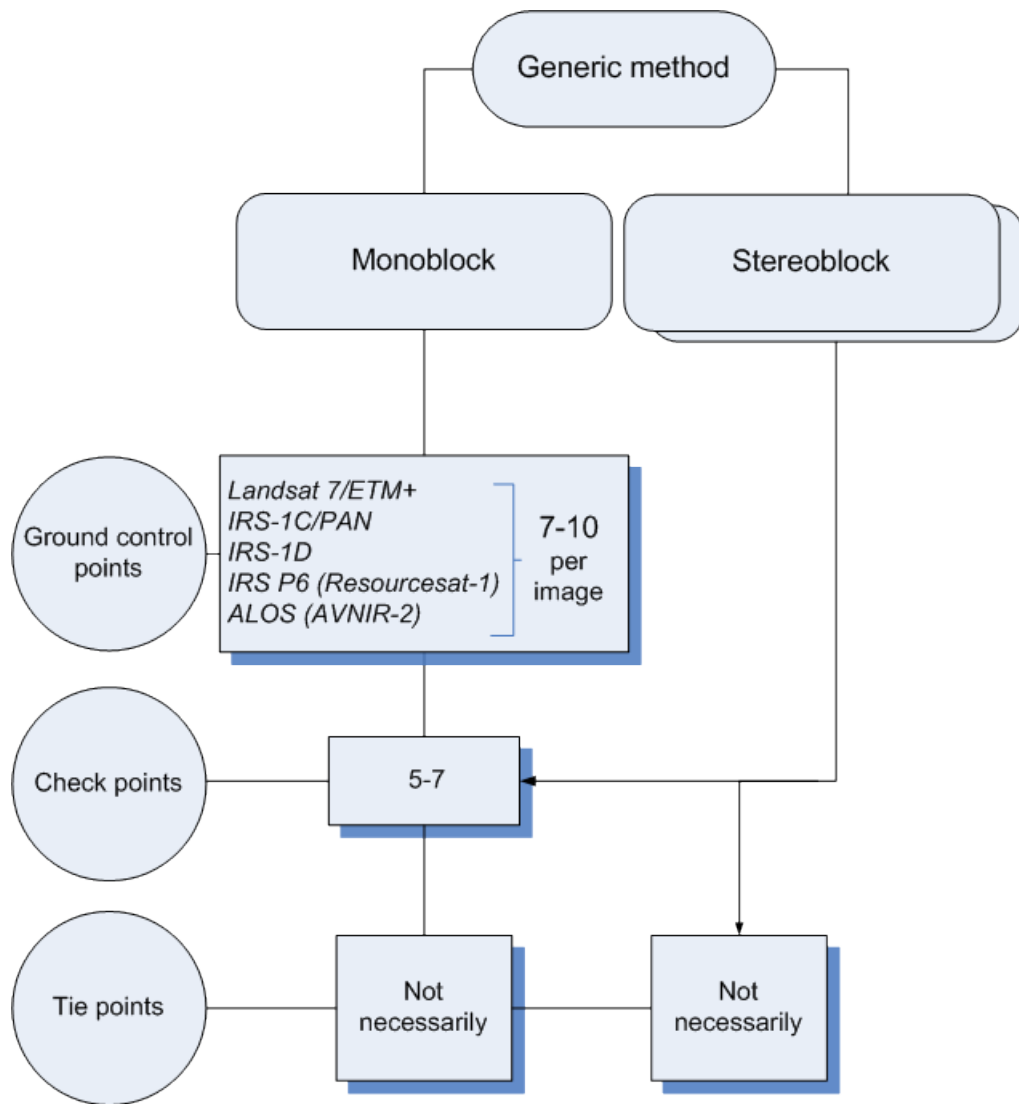 Generic method
Monoblock
Stereoblock
Ground control
points
Landsat 7/ETM+
IRS-1C/PAN
IRS-1D
IRS P6 (Resourcesat-1)
ALOS (AVNIR-2)
7-10
per
image
Check points
5-7
Tie points
Not
necessarily
Not
necessarily